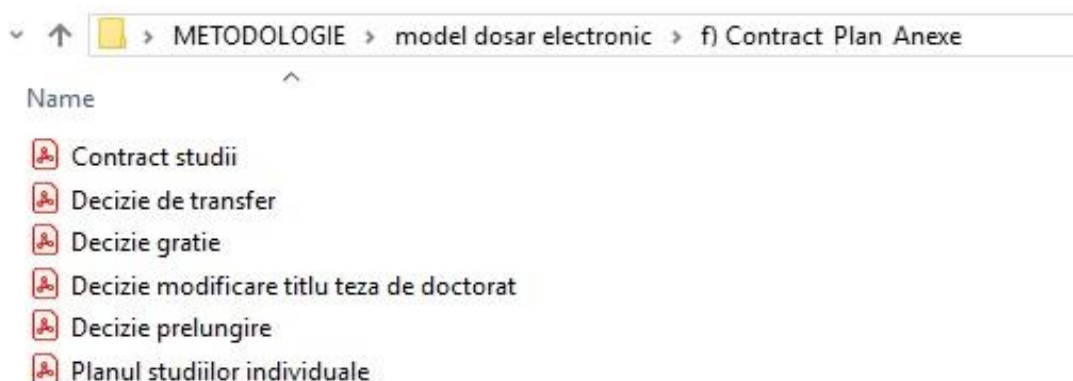 METODOLOGIE > model dosar electronic > f) Contract Plan Anexe
Name
Contract studii
Decizie de transfer
Decizie gratie
Decizie modificare titlu teza de doctorat
Decizie prelungire
Planul studiilor individuale